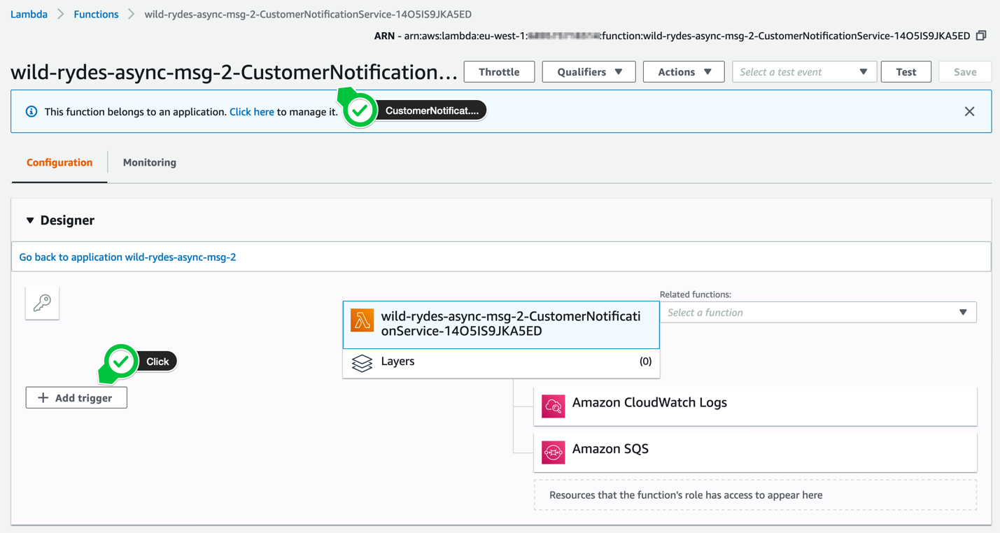 Lambda > Functions > wild-rydes-async-msg-2-CustomerNotificationService-14O5IS9JKA5ED
ARN - arn:aws:lambda:eu-west-1: :function:wild-rydes-async-msg-2-CustomerNotificationService-14O5IS9JKA5ED
wild-rydes-async-msg-2-CustomerNotification... Throttle Qualifiers Actions Select a test event Test Save
This function belongs to an application. Click here to manage it. CustomerNotificat....
Configuration Monitoring
Designer
Go back to application wild-rydes-async-msg-2
Related functions:
Select a function
wild-rydes-async-msg-2-CustomerNotificati
onService-14O5IS9JKA5ED
Layers (0)
Click
+ Add trigger
Amazon CloudWatch Logs
Amazon SQS
Resources that the function's role has access to appear here